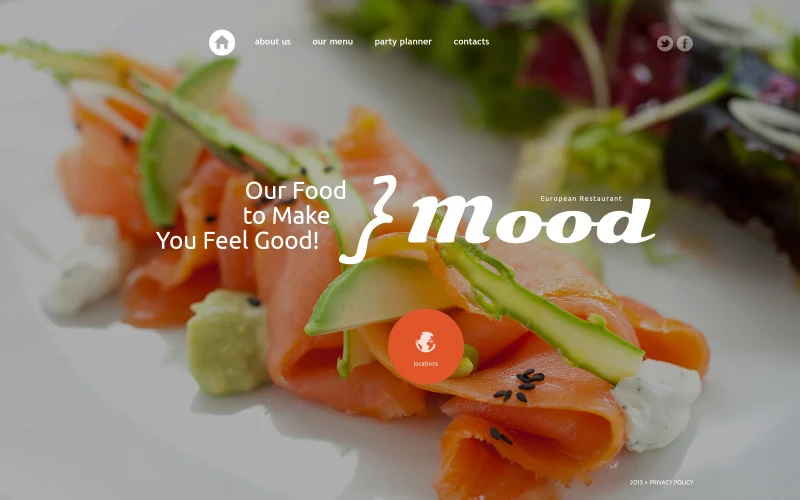 about us our menu party planner contacts
Our Food
to Make
You Feel Good!
European Restaurant
Mood
locations
2013 • PRIVACY POLICY